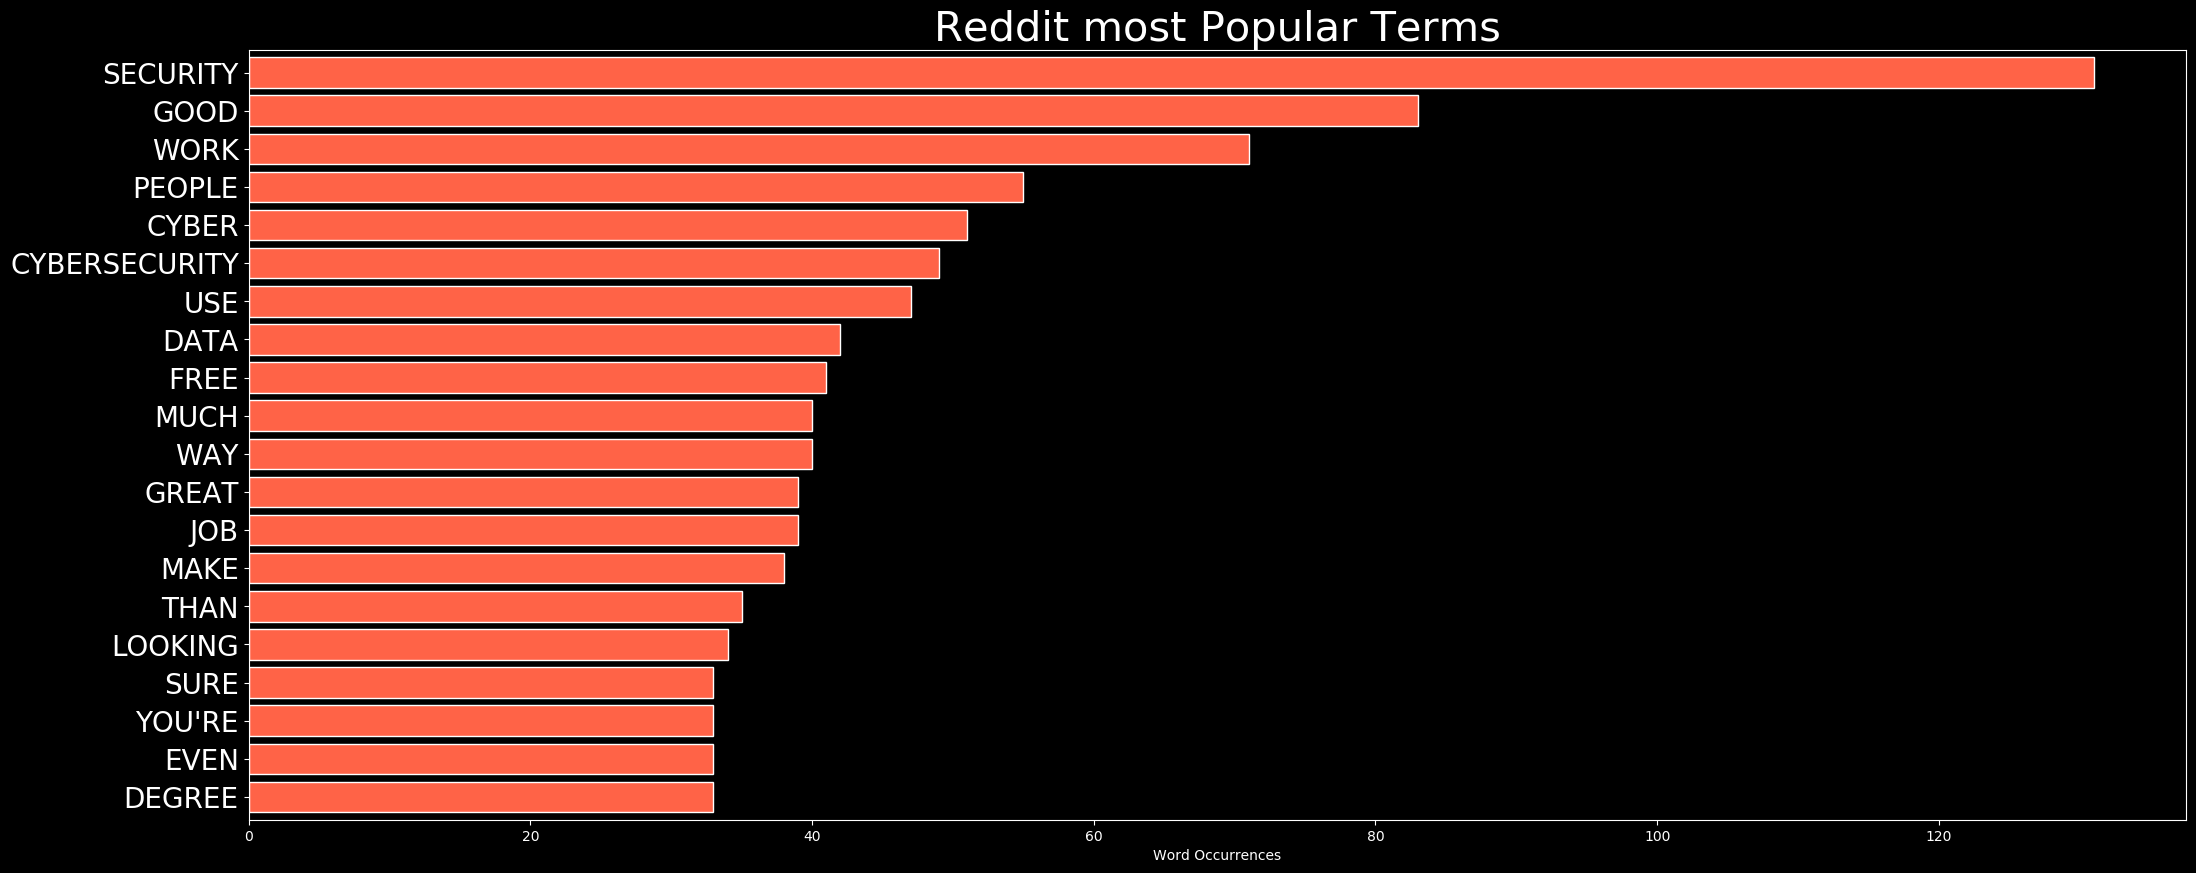 Reddit most Popular Terms
SECURITY
GOOD
WORK
PEOPLE
CYBER
CYBERSECURITY
USE
DATA
FREE
MUCH
WAY
GREAT
JOB
MAKE
THAN
LOOKING
SURE
YOU'RE
EVEN
DEGREE
0 20 40 60 80 100 120
Word Occurrences